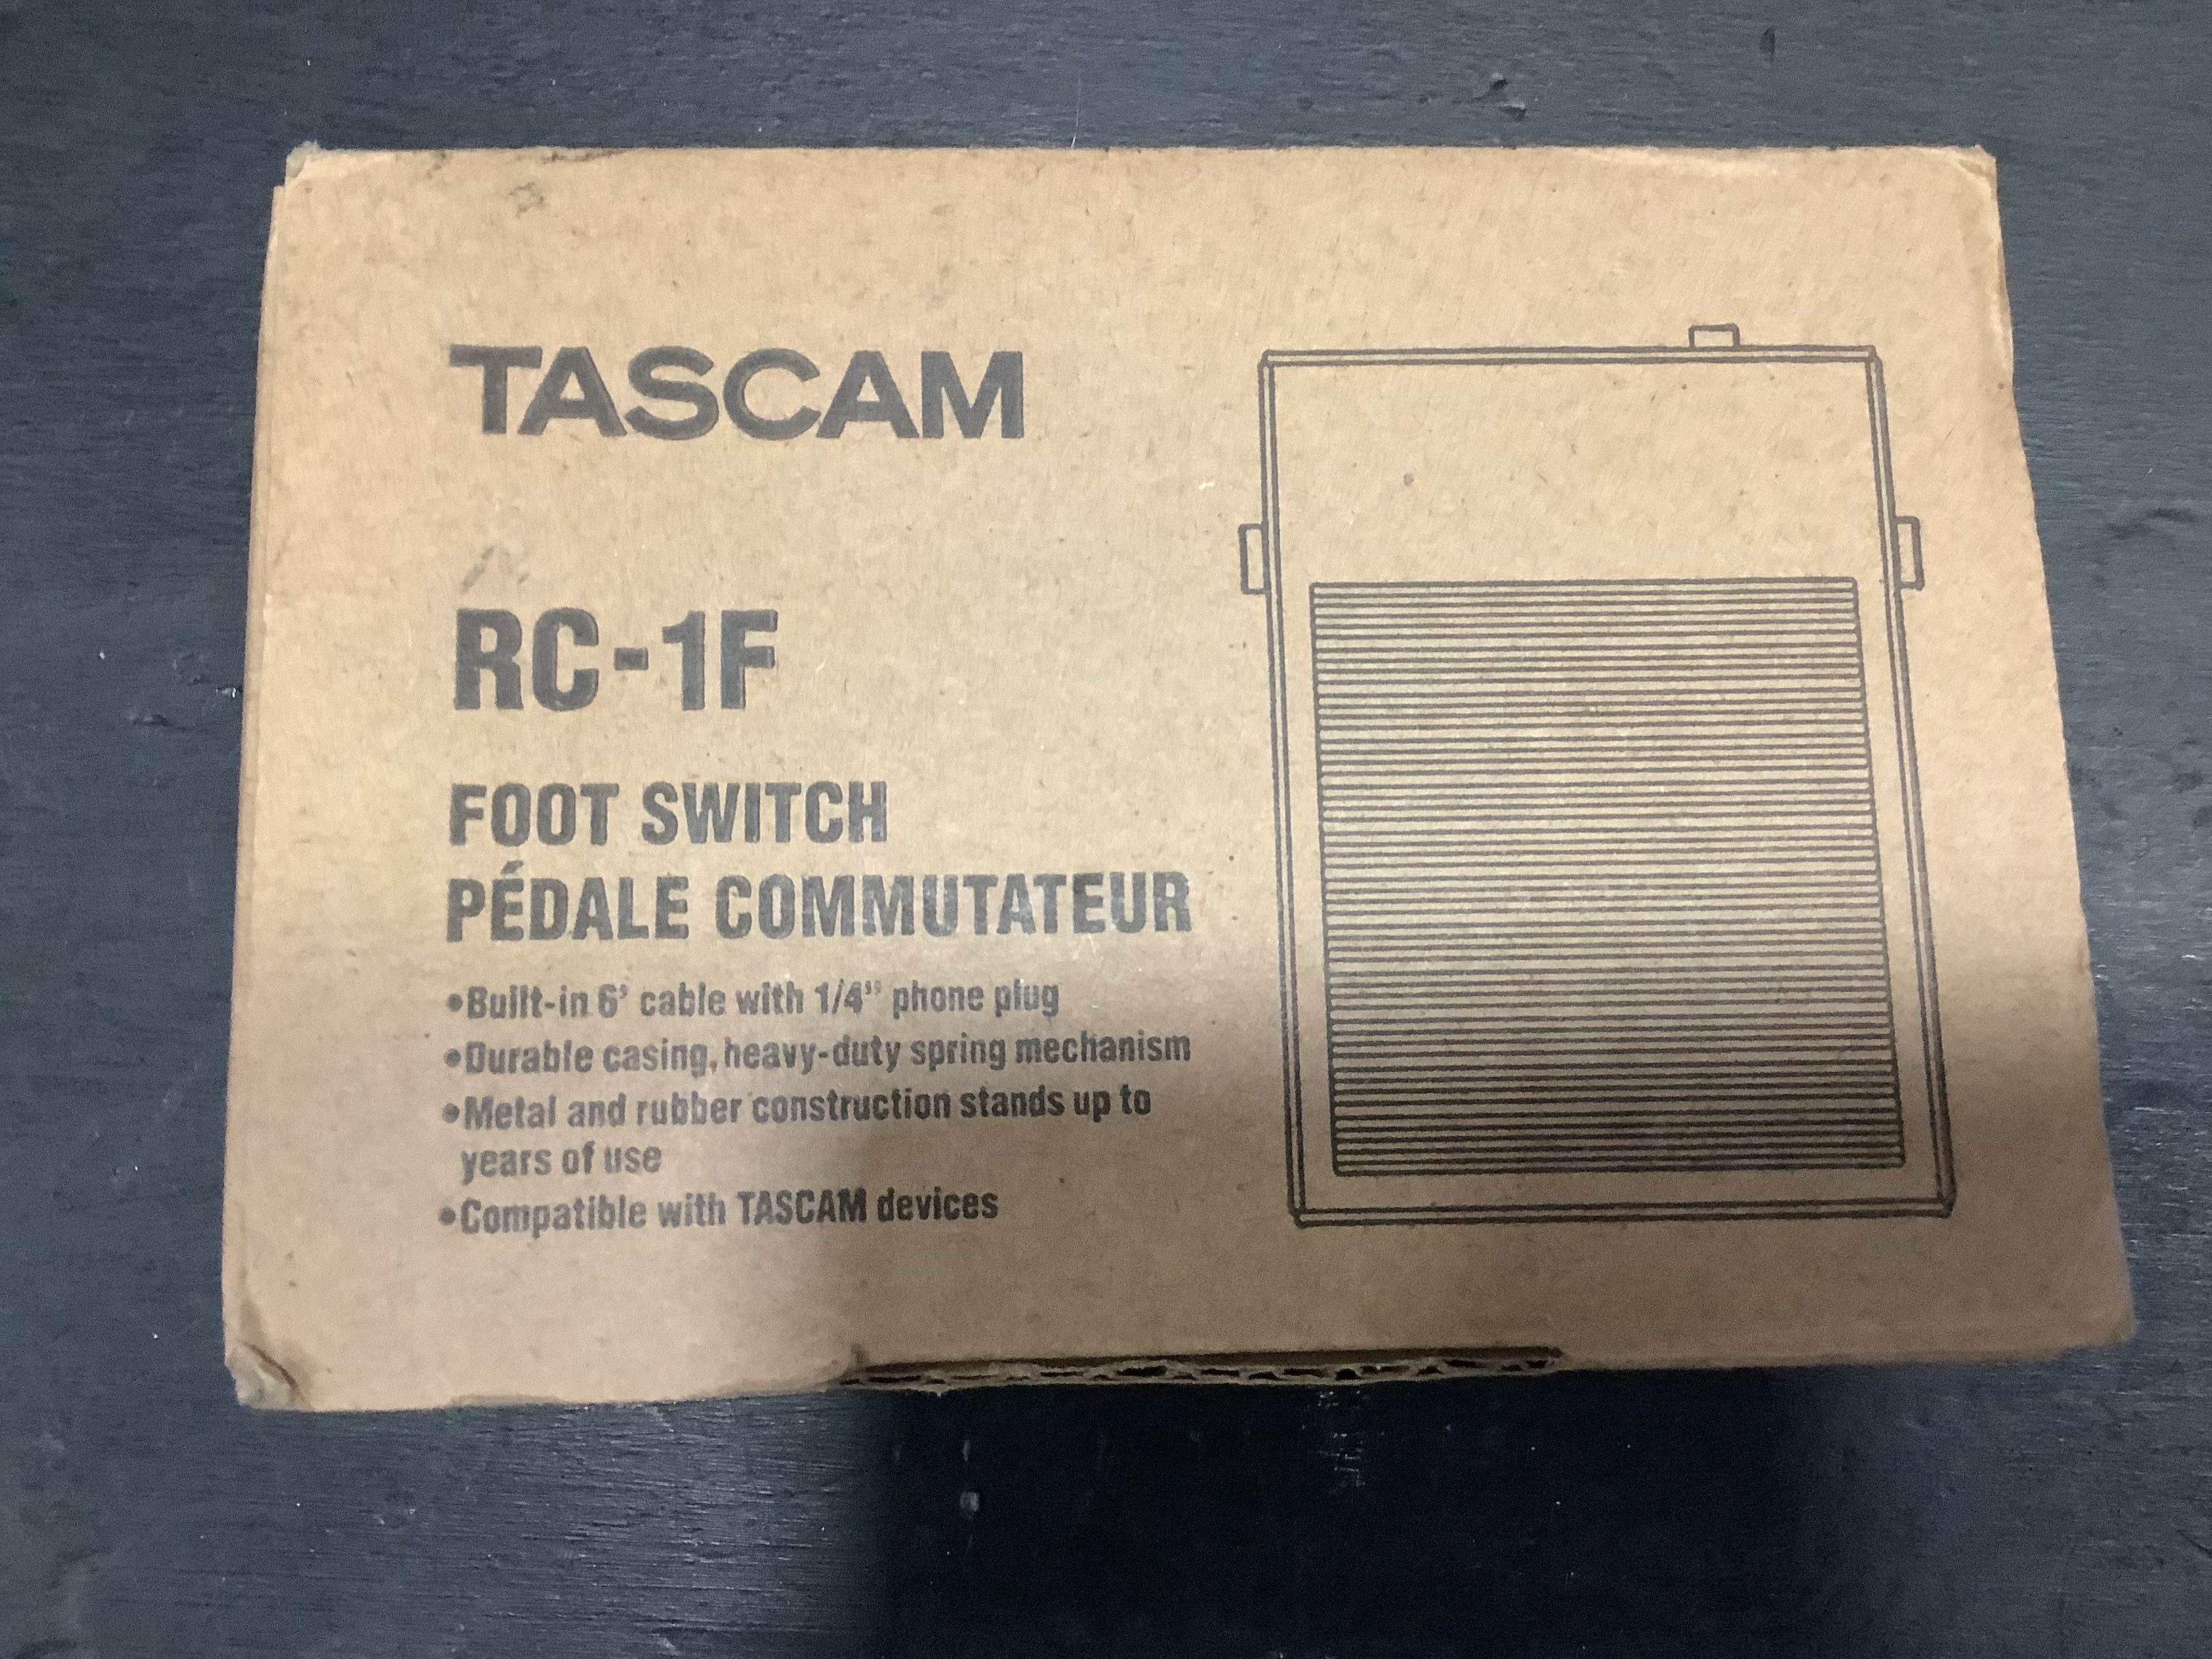 TASCAM
RC-1F
FOOT SWITCH
PÉDALE COMMUTATEUR
•Built-in 6' cable with 1/4" phone plug
•Durable casing, heavy-duty spring mechanism
•Metal and rubber construction stands up to
years of use
•Compatible with TASCAM devices